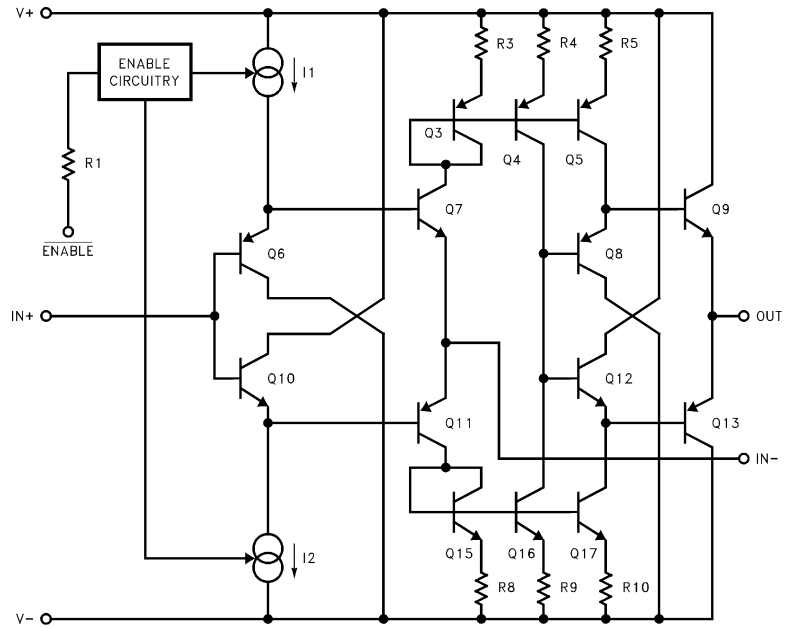 V+
R3
R4
R5
ENABLE
CIRCUITRY
I1
Q3
Q4
Q5
R1
Q7
Q9
ENABLE
Q6
Q8
IN+
OUT
Q10
Q12
Q11
Q13
IN-
Q15
Q16
Q17
I2
R8
R9
R10
V-